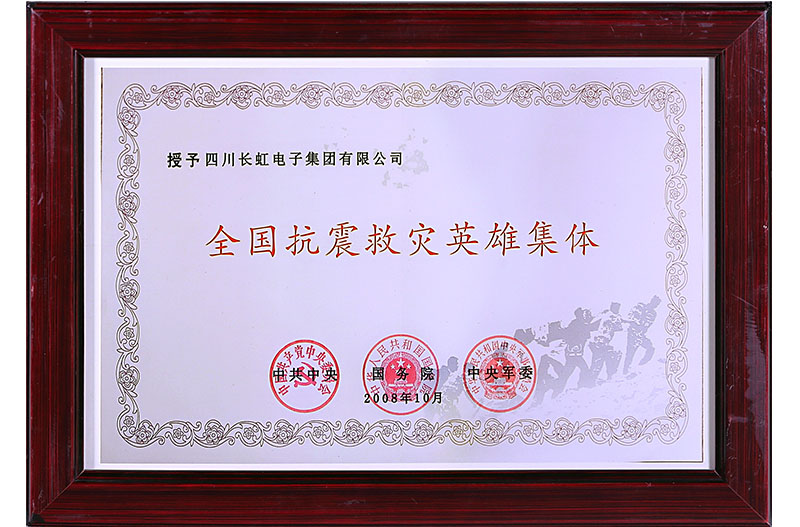 授予四川长虹电子集团有限公司
全国抗震救灾英雄集体
中共中央 国务院 中央军委
2008年10月